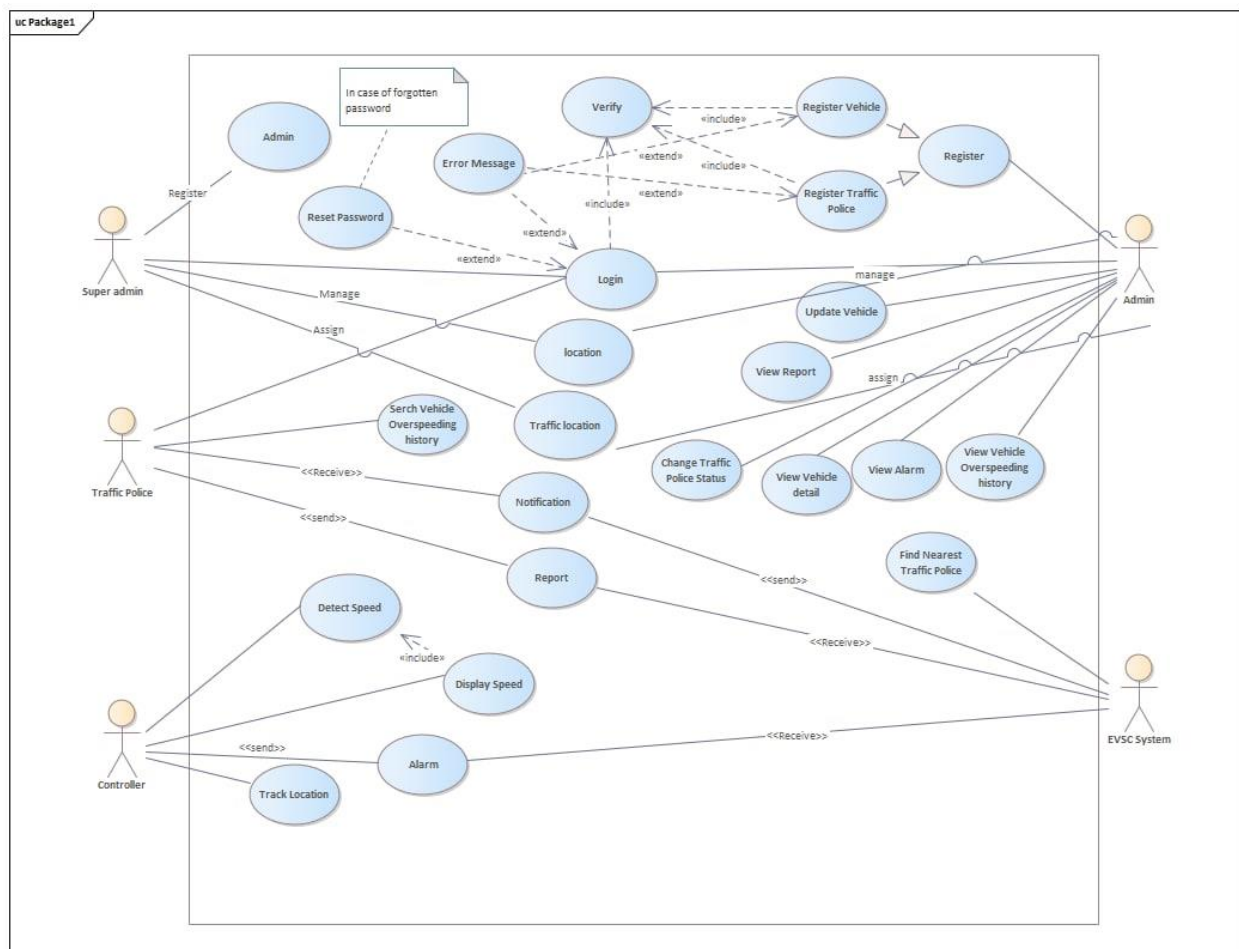 uc Package1
In case of forgotten
password
Admin
Verify
Register Vehicle
«include»
Error Message
«extend»
«include»
Register
Register
Reset Password
«extend»
Register Traffic
Police
«include»
«extend»
«extend»
Super admin
Login
manage
Admin
Manage
Update Vehicle
Assign
location
View Report
assign
Serch Vehicle
Overspeeding
history
Traffic location
Change Traffic
Police Status
View Vehicle
detail
View Alarm
View Vehicle
Overspeeding
history
Traffic Police
<<Receive>>
Notification
<<send>>
Find Nearest
Traffic Police
Report
<<send>>
Detect Speed
<<Receive>>
«include»
Display Speed
<<send>>
<<Receive>>
EVSC System
Alarm
Controller
Track Location